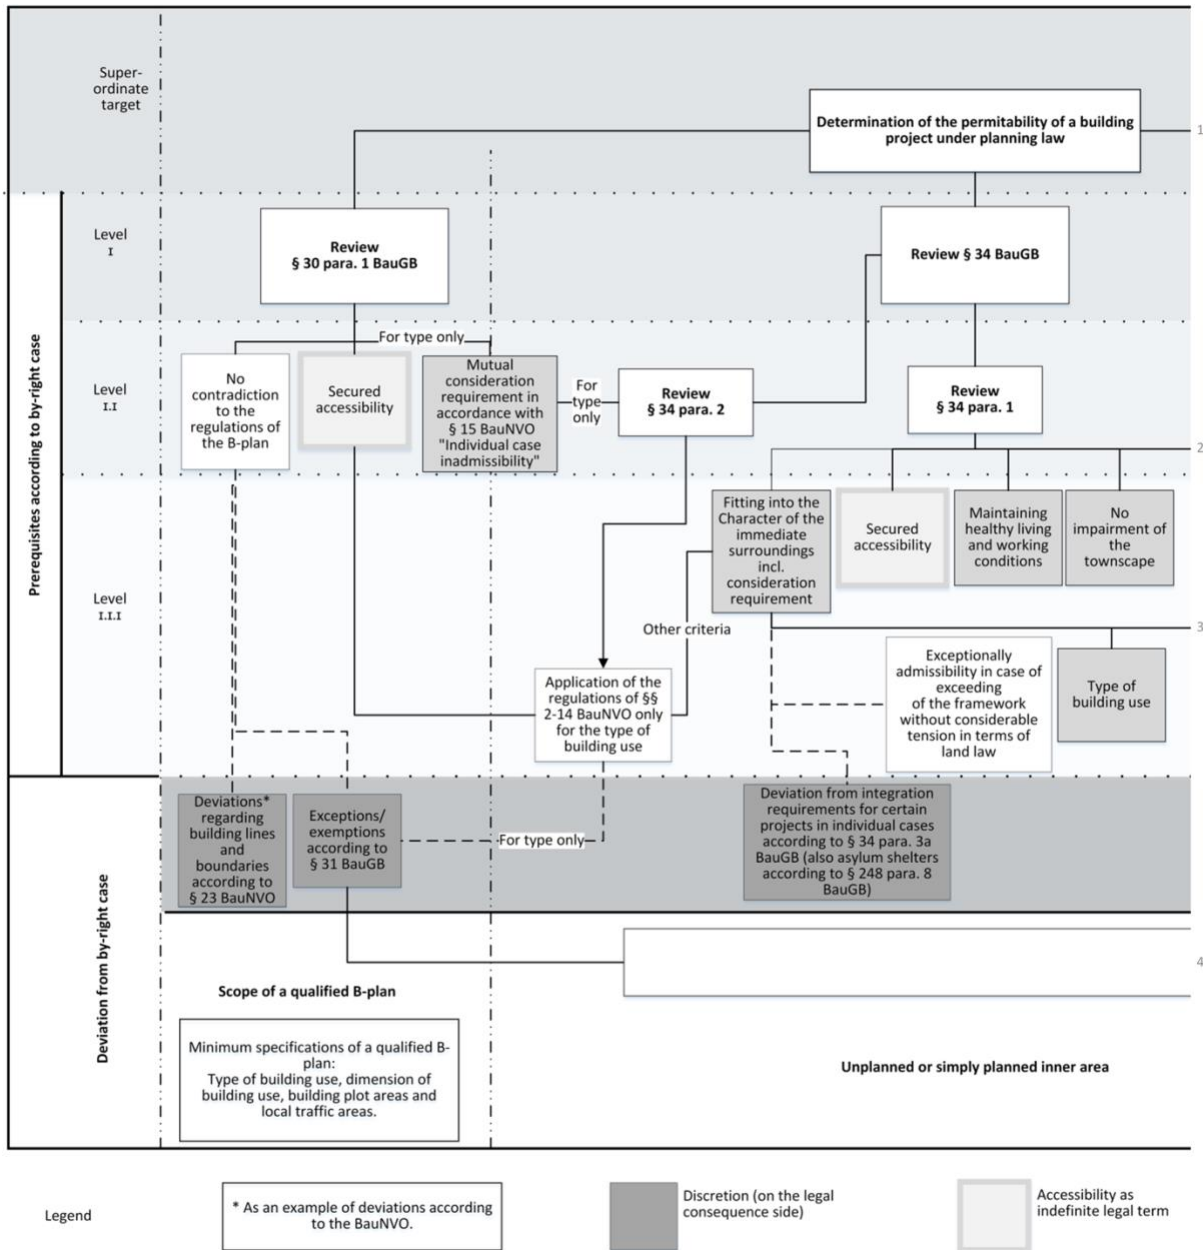 Super-
ordinate
target
Determination of the permitability of a building
project under planning law
1
Level
I
Review
§ 30 para. 1 BauGB
Review § 34 BauGB
Prerequisites according to by-right case
For type only
Level
I.I
No
contradiction to
the regulations
of the B-plan
Secured
accessibility
Mutual
consideration
requirement in
accordance with
§ 15 BauNVO
"Individual case
inadmissibility"
For
type
only
Review
§ 34 para. 2
Review
§ 34 para. 1
2
Level
I.I.I
Fitting into the
Character of the
immediate
surroundings
incl.
consideration
requirement
Secured
accessibility
Maintaining
healthy living
and working
conditions
No
impairment of
the
townscape
Other criteria
3
Application of the
regulations of §§
2-14 BauNVO only
for the type of
building use
Exceptionally
admissibility in case of
exceeding
of the framework
without considerable
tension in terms of
land law
Type of
building use
Deviation from by-right case
Deviations*
regarding
building lines
and
boundaries
according to
§ 23 BauNVO
Exceptions/
exemptions
according to
§ 31 BauGB
For type only
Deviation from integration
requirements for certain
projects in individual cases
according to § 34 para. 3a
BauGB (also asylum shelters
according to § 248 para. 8
BauGB)
4
Scope of a qualified B-plan
Minimum specifications of a qualified B-
plan:
Type of building use, dimension of
building use, building plot areas and
local traffic areas.
Unplanned or simply planned inner area
Legend
* As an example of deviations according
to the BauNVO.
Discretion (on the legal
consequence side)
Accessibility as
indefinite legal term